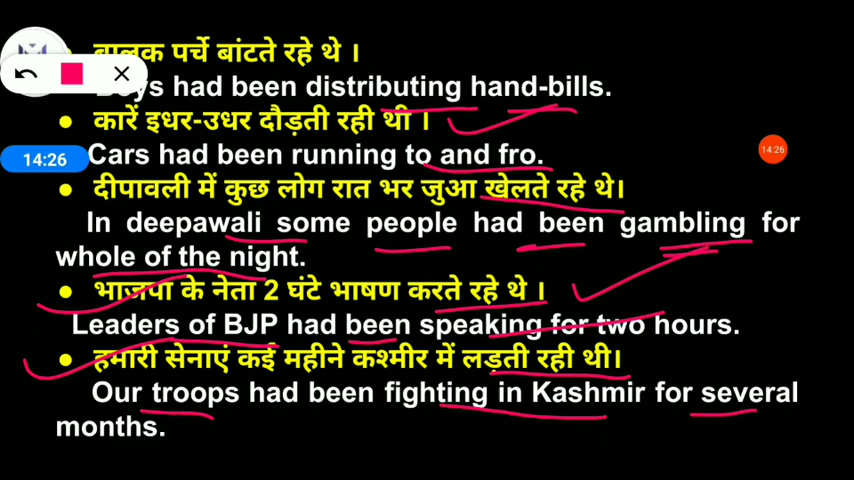 बालक पर्चे बांटते रहे थे ।
Boys had been distributing hand-bills.
● कारें इधर-उधर दौड़ती रही थी ।
14:26
Cars had been running to and fro.
14:26
● दीपावली में कुछ लोग रात भर जुआ खेलते रहे थे।
In deepawali some people had been gambling for
whole of the night.
● भाजपा के नेता 2 घंटे भाषण करते रहे थे ।
Leaders of BJP had been speaking for two hours.
● हमारी सेनाएं कई महीने कश्मीर में लड़ती रही थी।
Our troops had been fighting in Kashmir for several
months.